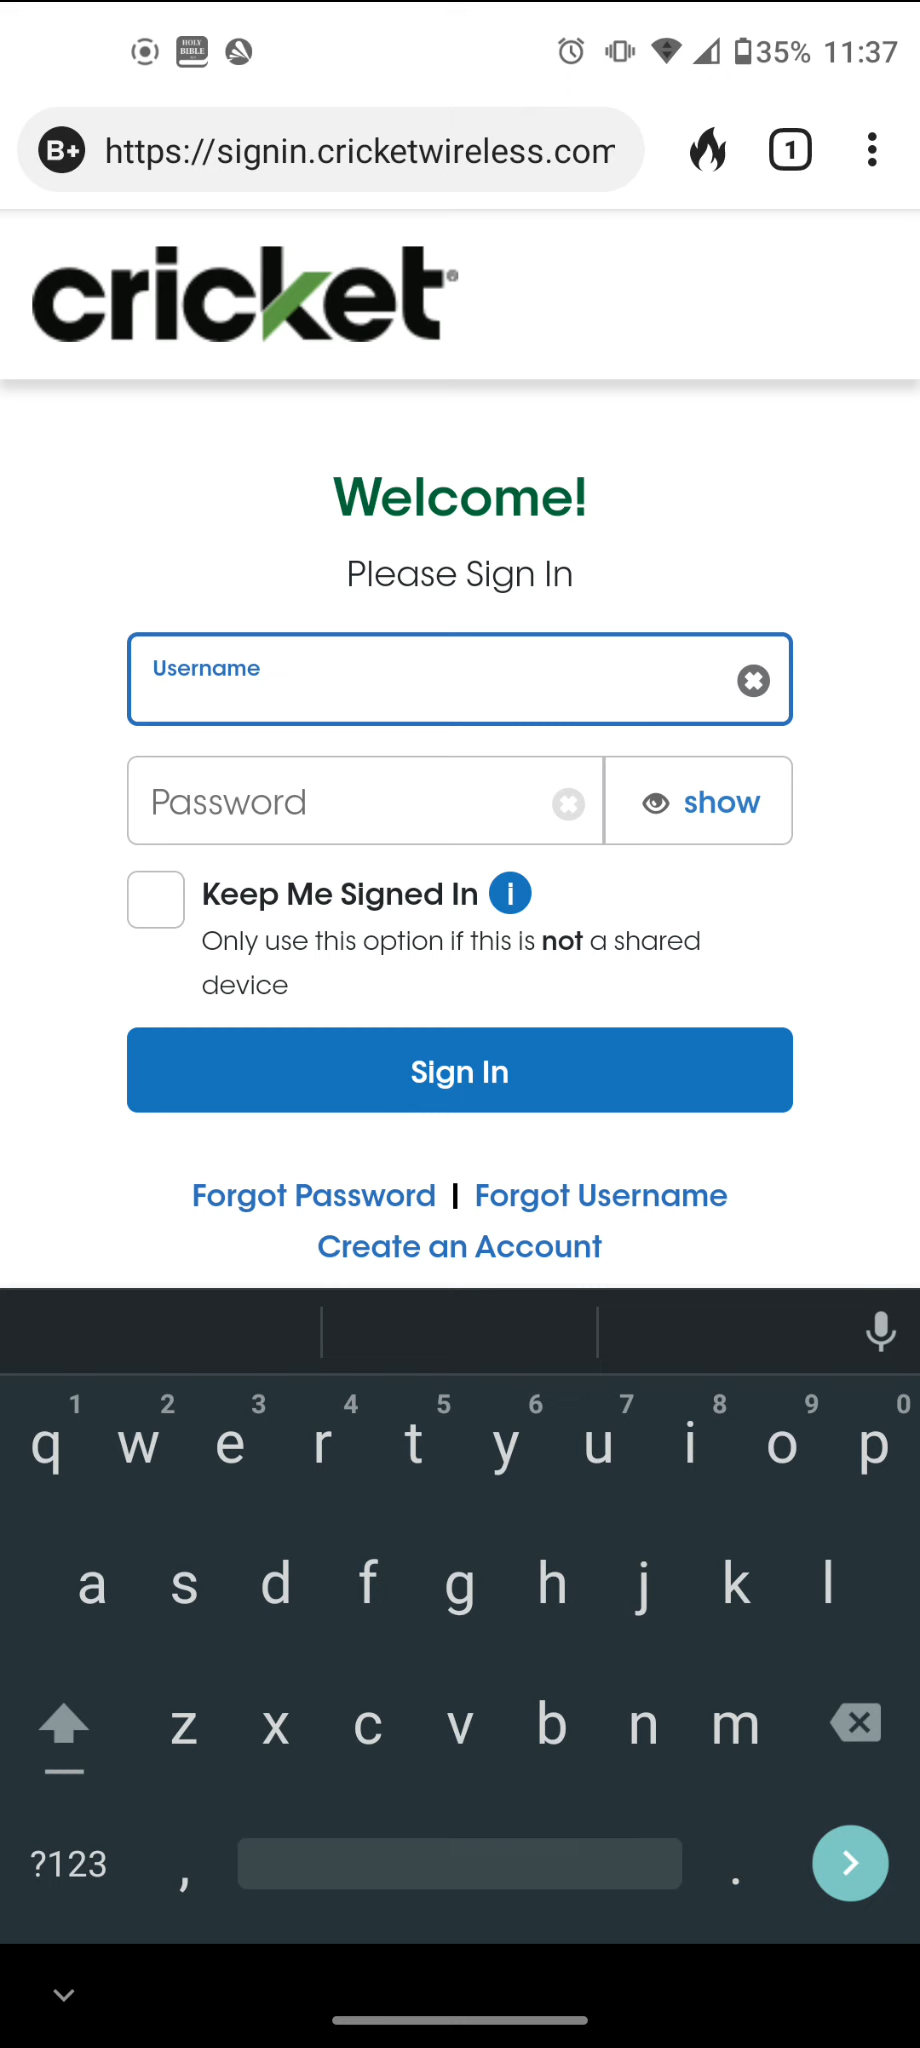 HOLY
BIBLE
35% 11:37
B+ https://signin.cricketwireless.com
1
cricket
Welcome!
Please Sign In
Username
Password
show
Keep Me Signed In i
Only use this option if this is not a shared
device
Sign In
Forgot Password | Forgot Username
Create an Account
1 2 3 4 5 6 7 8 9 0
q w e r t y u i o p
a s d f g h j k l
z x c v b n m
?123 , .